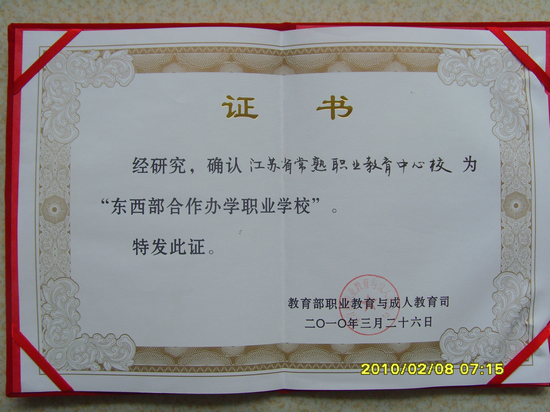 证 书
经研究，确认江苏省常熟职业教育中心校 为
“东西部合作办学职业学校”。
特发此证。
教育部职业教育与成人教育司
二〇一〇年三月二十六日
2010/02/08 07:15